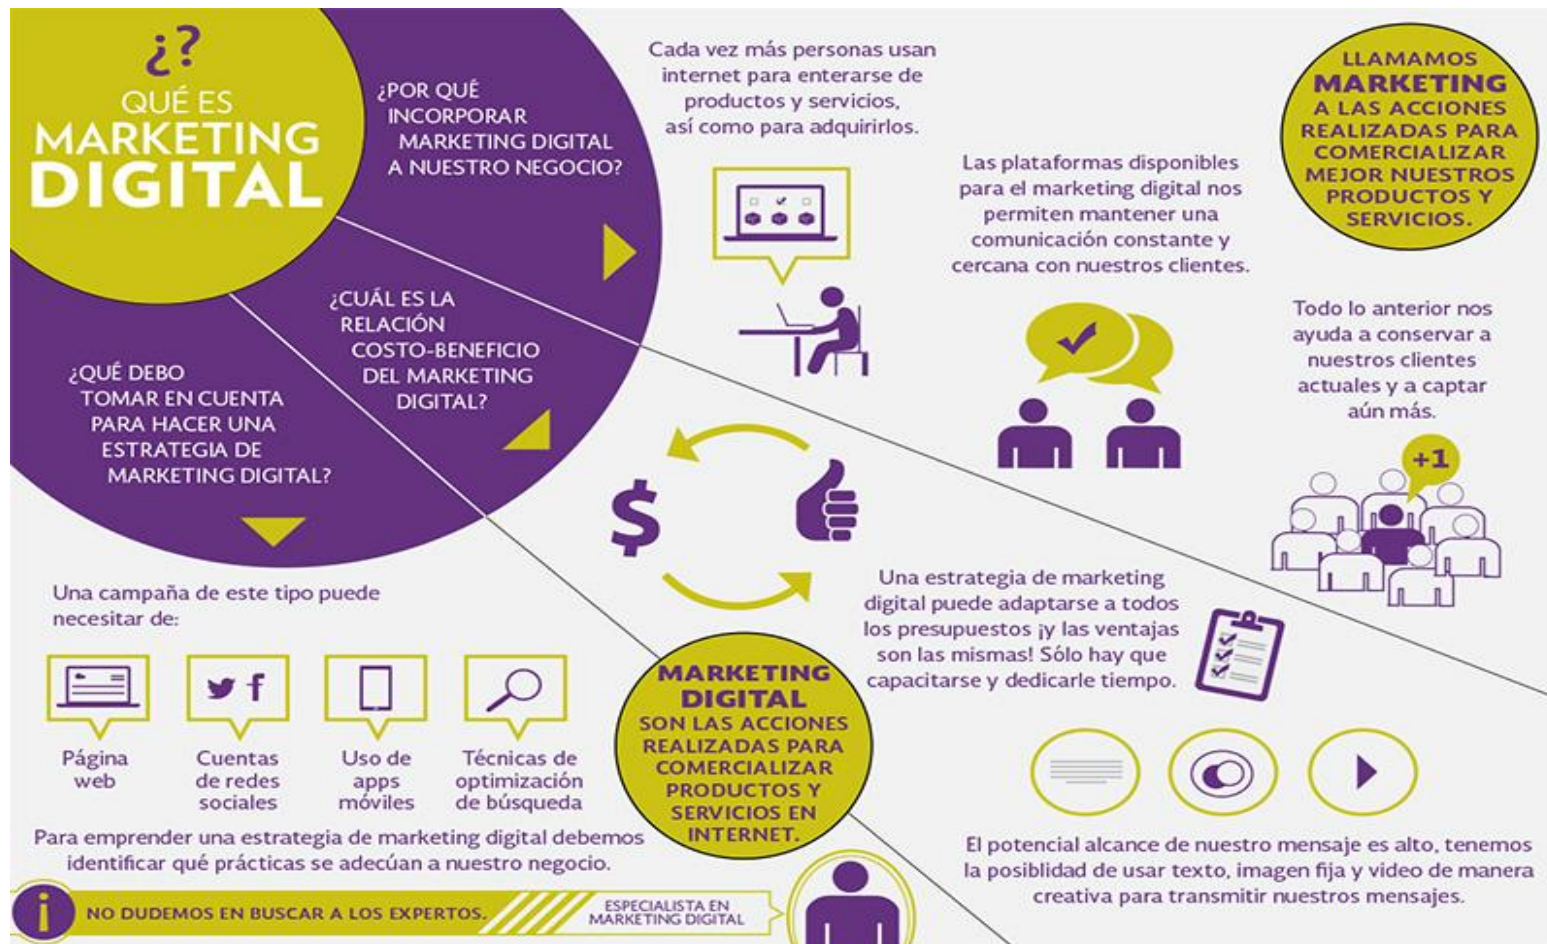 ¿?
QUÉ ES
MARKETING
DIGITAL
¿POR QUÉ
INCORPORAR
MARKETING DIGITAL
A NUESTRO NEGOCIO?
Cada vez más personas usan
internet para enterarse de
productos y servicios,
así como para adquirirlos.
Las plataformas disponibles
para el marketing digital nos
permiten mantener una
comunicación constante y
cercana con nuestros clientes.
LLAMAMOS
MARKETING
A LAS ACCIONES
REALIZADAS PARA
COMERCIALIZAR
MEJOR NUESTROS
PRODUCTOS Y
SERVICIOS.
Todo lo anterior nos
ayuda a conservar a
nuestros clientes
actuales y a captar
aún más.
+1
¿CUÁL ES LA
RELACIÓN
COSTO-BENEFICIO
DEL MARKETING
DIGITAL?
$
Una estrategia de marketing
digital puede adaptarse a todos
los presupuestos ¡y las ventajas
son las mismas! Sólo hay que
capacitarse y dedicarle tiempo.
El potencial alcance de nuestro mensaje es alto, tenemos
la posiblidad de usar texto, imagen fija y video de manera
creativa para transmitir nuestros mensajes.
¿QUÉ DEBO
TOMAR EN CUENTA
PARA HACER UNA
ESTRATEGIA DE
MARKETING DIGITAL?
Una campaña de este tipo puede
necesitar de:
Página
web
f
Cuentas
de redes
sociales
Uso de
apps
móviles
Técnicas de
optimización
de búsqueda
Para emprender una estrategia de marketing digital debemos
identificar qué prácticas se adecúan a nuestro negocio.
MARKETING
DIGITAL
SON LAS ACCIONES
REALIZADAS PARA
COMERCIALIZAR
PRODUCTOS Y
SERVICIOS EN
INTERNET.
i
NO DUDEMOS EN BUSCAR A LOS EXPERTOS.
ESPECIALISTA EN
MARKETING DIGITAL